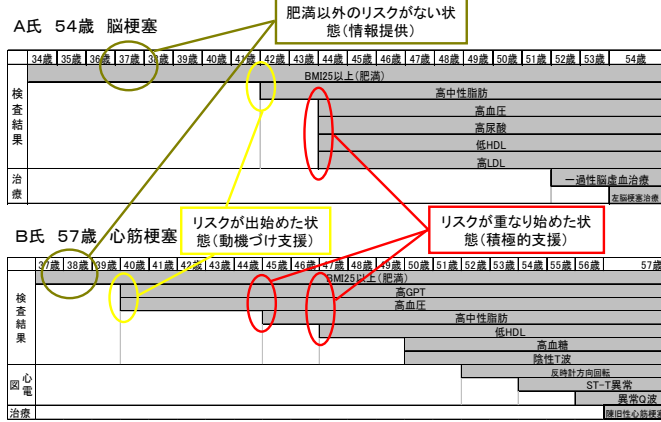 A氏 54歳 脳梗塞
肥満以外のリスクがない状
態(情報提供)
34歳 35歳 36歳 37歳 38歳 39歳 40歳 41歳 42歳 43歳 44歳 45歳 46歳 47歳 48歳 49歳 50歳 51歳 52歳 53歳 54歳
検査結果
BMI25以上(肥満)
高中性脂肪
高血圧
高尿酸
低HDL
高LDL
治療
一過性脳虚血治療
左脳梗塞治療
リスクが出始めた状
態(動機づけ支援)
リスクが重なり始めた状
態(積極的支援)
B氏 57歳 心筋梗塞
37歳 38歳 39歳 40歳 41歳 42歳 43歳 44歳 45歳 46歳 47歳 48歳 49歳 50歳 51歳 52歳 53歳 54歳 55歳 56歳 57歳
検査結果
BMI25以上(肥満)
高GPT
高血圧
高中性脂肪
低HDL
高血糖
陰性T波
心電図
反時計方向回転
ST-T異常
異常Q波
治療
陳旧性心筋梗塞